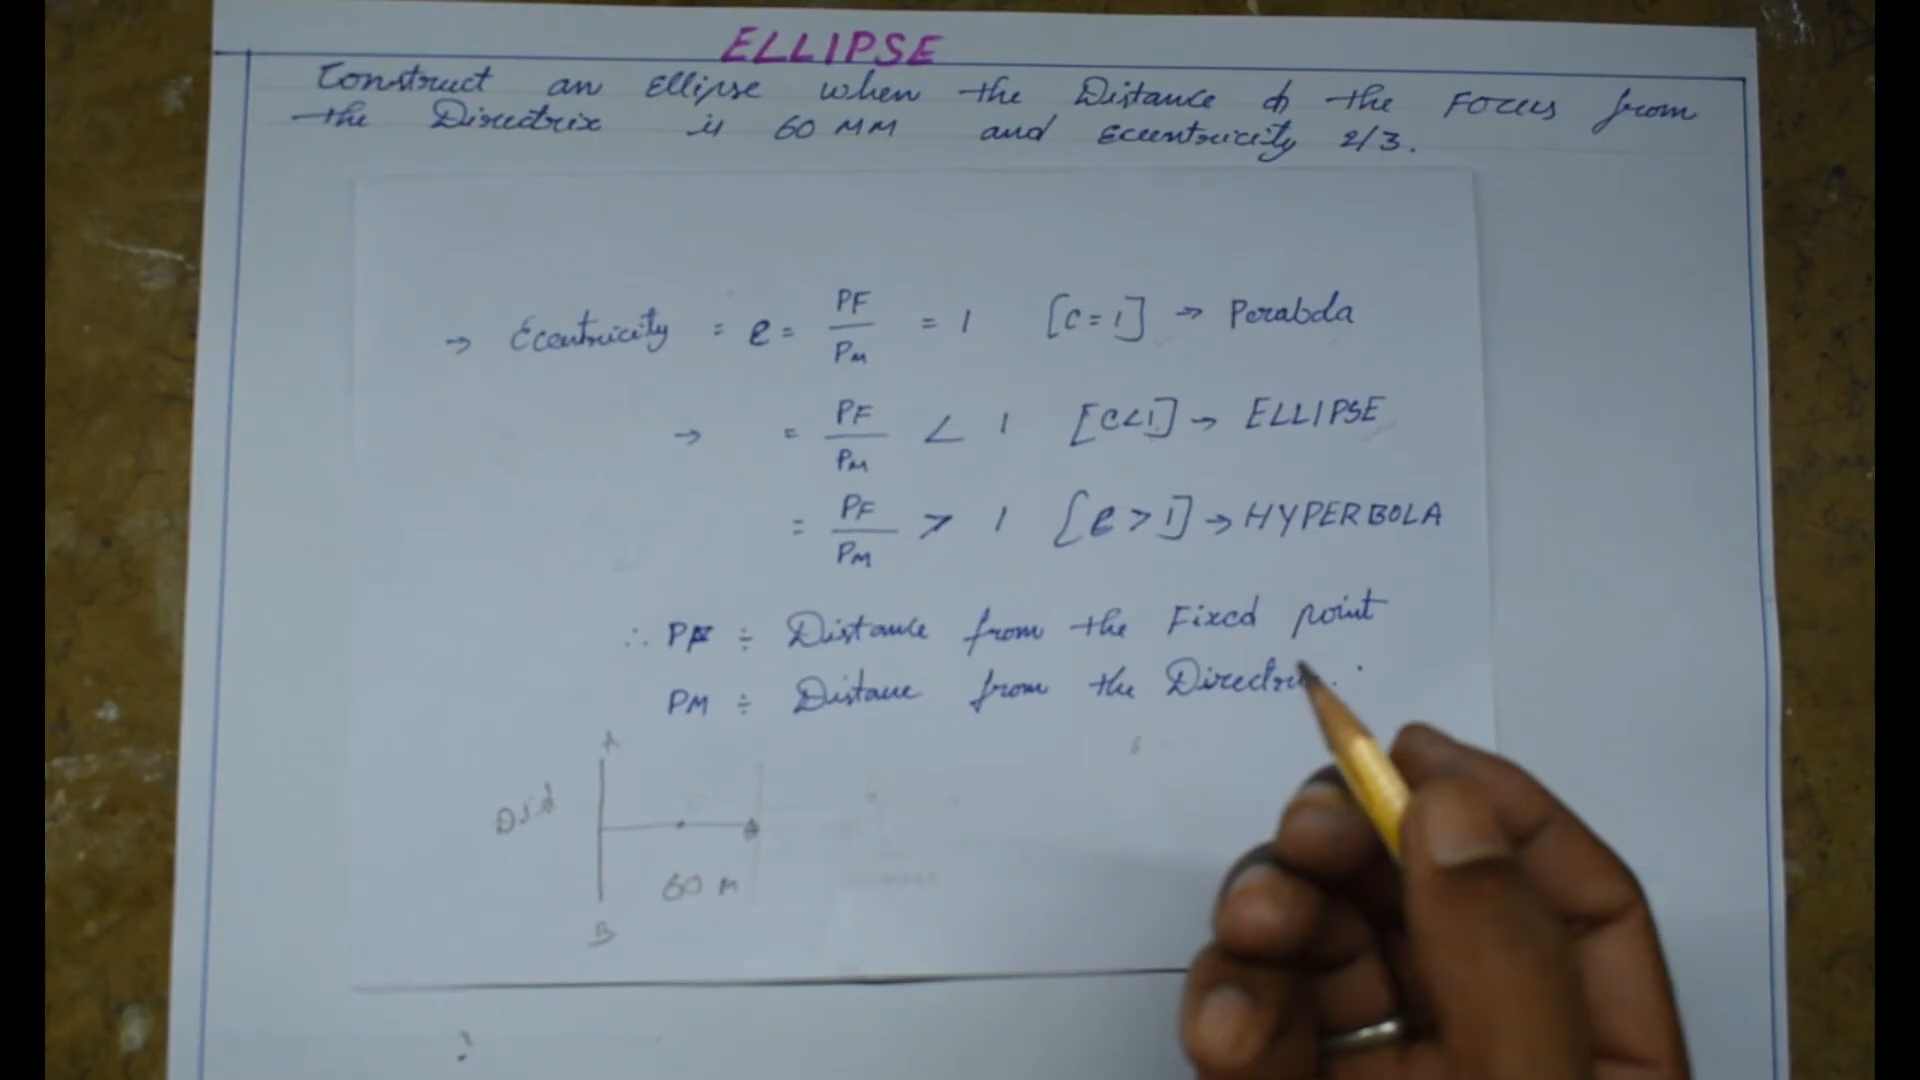 ELLIPSE
Construct an Ellipse when the Distance of the Focus from
the Directrix is 60 MM and Eccentricity 2/3.
→ Eccentricity = e = PF/PM = 1 [e=1] → Perabola
→ = PF/PM < 1 [e<1] → ELLIPSE
= PF/PM > 1 [e>1] → HYPERBOLA
∴ PF ÷ Distance from the Fixed point
PM ÷ Distance from the Directrix.
A
60 M
B